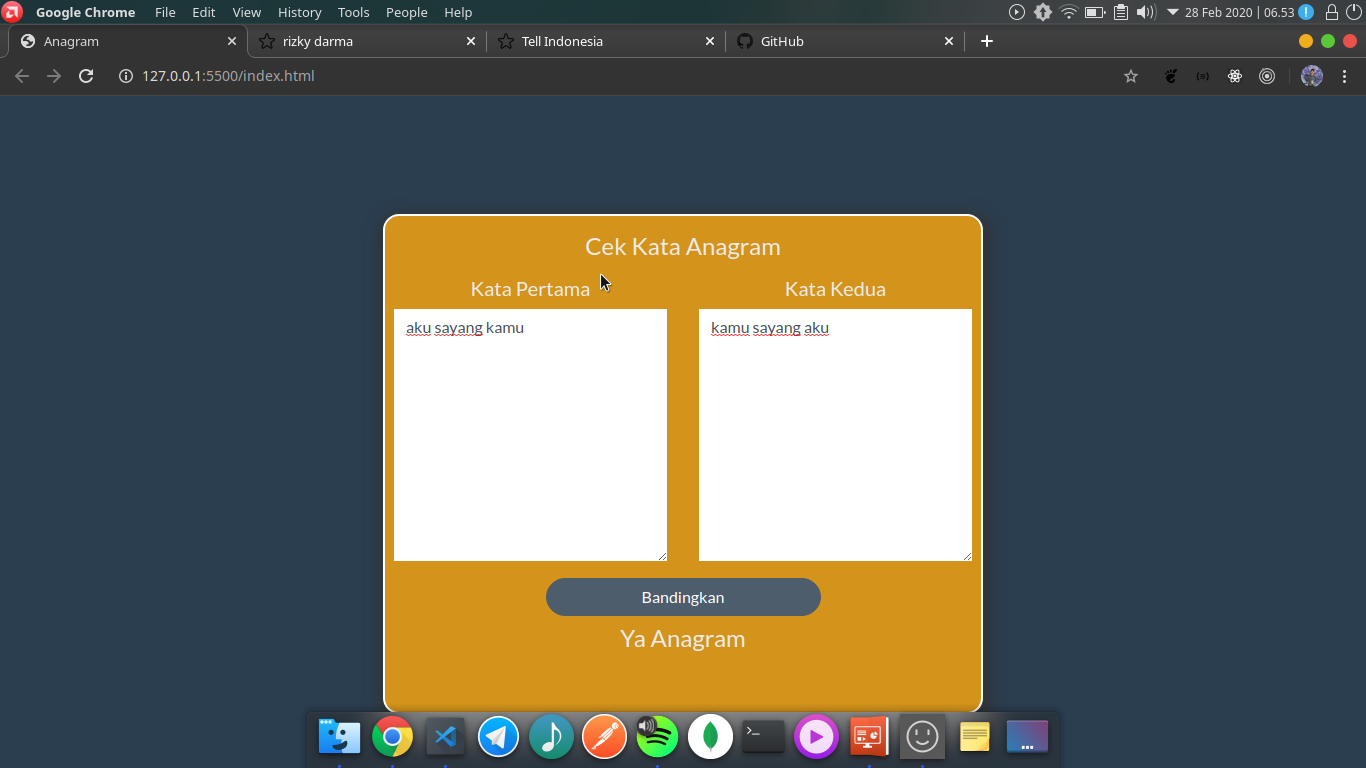 Google Chrome File Edit View History Tools People Help 28 Feb 2020 | 06.53
Anagram rizky darma Tell Indonesia GitHub
127.0.0.1:5500/index.html
Cek Kata Anagram
Kata Pertama Kata Kedua
aku sayang kamu kamu sayang aku
Bandingkan
Ya Anagram